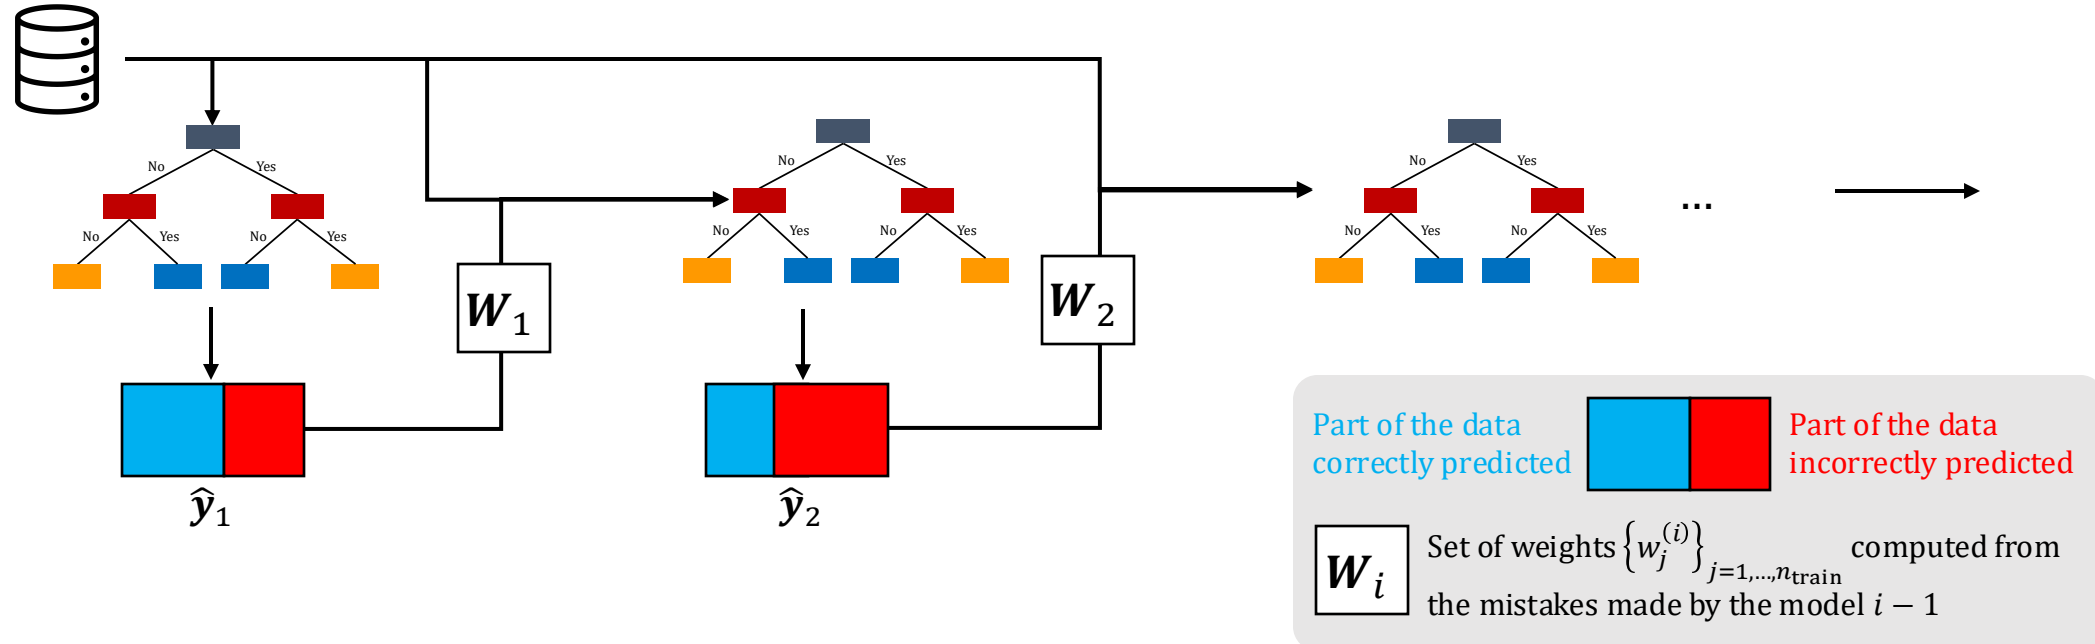 No Yes
No Yes No Yes
W₁
ŷ₁
No Yes
No Yes No Yes
W₂
ŷ₂
No Yes
No Yes No Yes
...
Part of the data
correctly predicted
Part of the data
incorrectly predicted
Wᵢ
Set of weights {w_j^{(i)}}_{j=1,…,n_train} computed from
the mistakes made by the model i − 1